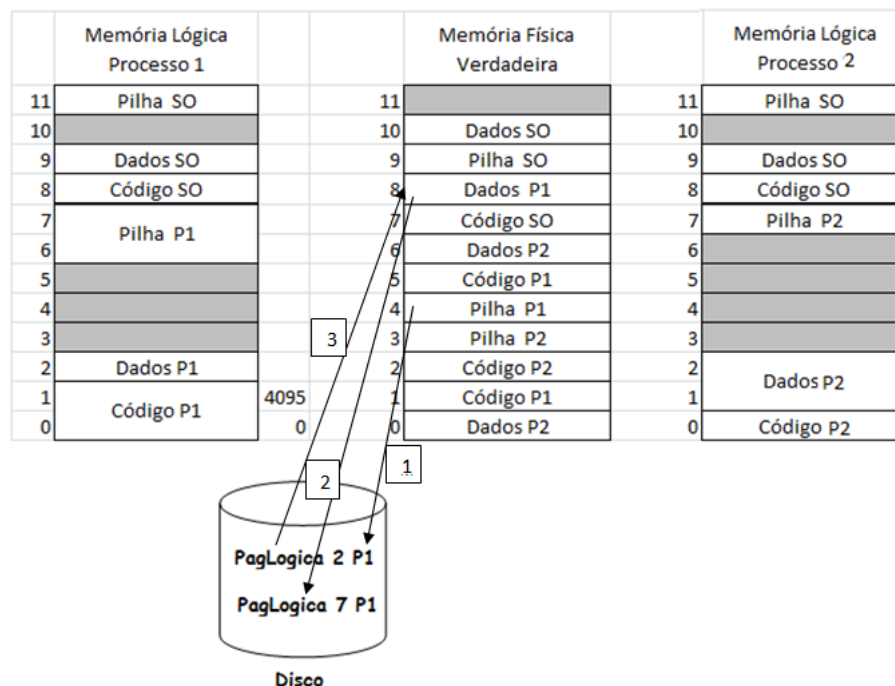 Memória Lógica Processo 1
Memória Física Verdadeira
Memória Lógica Processo 2
11 Pilha SO 11 11 Pilha SO
10 10 Dados SO 10
9 Dados SO 9 Pilha SO 9 Dados SO
8 Código SO 8 Dados P1 8 Código SO
7 Pilha P1 7 Código SO 7 Pilha P2
6 6 Dados P2 6
5 5 Código P1 5
4 4 Pilha P1 4
3 3 Pilha P2 3
2 Dados P1 2 Código P2 2 Dados P2
1 Código P1 4095 1 Código P1 1
0 0 0 Dados P2 0 Código P2
3
1
2
PagLogica 2 P1
PagLogica 7 P1
Disco